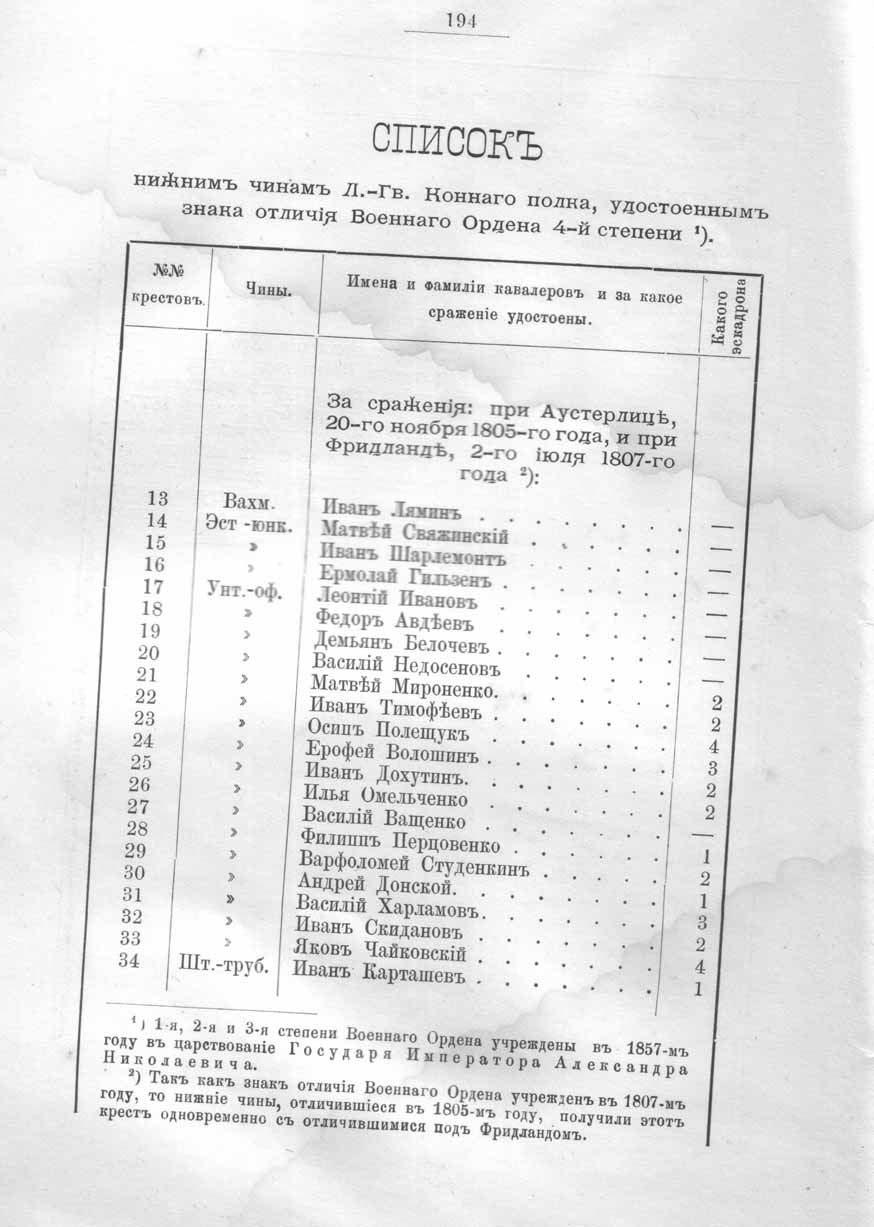 194
СПИСОКЪ
нижнимъ чинамъ Л.-Гв. Коннаго полка, удостоеннымъ
знака отличія Военнаго Ордена 4-й степени ¹).
№№ крестовъ. Чины. Имена и фамиліи кавалеровъ и за какое сраженіе удостоены. Какого эскадрона
За сраженія: при Аустерлицѣ,
20-го ноября 1805-го года, и при
Фридландѣ, 2-го іюля 1807-го
года ²):
13 Вахм. Иванъ Ляминъ . . . . . . —
14 Эст-юнк. Матвѣй Свяжинскій . . . . . —
15 » Иванъ Шарлемонтъ . . . . . —
16 » Ермолай Гильзенъ . . . . . . —
17 Унт.-оф. Леонтій Ивановъ . . . . . . —
18 » Федоръ Авдѣевъ . . . . . . —
19 » Демьянъ Белочевъ . . . . . . —
20 » Василій Недосеновъ . . . . . —
21 » Матвѣй Мироненко. . . . . . 2
22 » Иванъ Тимофѣевъ . . . . . . 2
23 » Осипъ Полещукъ . . . . . . 4
24 » Ерофей Волошинъ . . . . . . 3
25 » Иванъ Дохутинъ. . . . . . . 2
26 » Илья Омельченко . . . . . . 2
27 » Василій Ващенко . . . . . . —
28 » Филиппъ Перцовенко . . . . . 1
29 » Варфоломей Студенкинъ . . . . 2
30 » Андрей Донской. . . . . . . 1
31 » Василій Харламовъ. . . . . . 3
32 » Иванъ Скидановъ . . . . . . 2
33 » Яковъ Чайковскій . . . . . . 4
34 Шт.-труб. Иванъ Карташевъ . . . . . . 1
¹) 1-я, 2-я и 3-я степени Военнаго Ордена учреждены въ 1857-мъ
году въ царствованіе Государя Императора Александра
Николаевича.
²) Такъ какъ знакъ отличія Военнаго Ордена учрежденъ въ 1807-мъ
году, то нижніе чины, отличившіеся въ 1805-мъ году, получили этотъ
крестъ одновременно съ отличившимися подъ Фридландомъ.